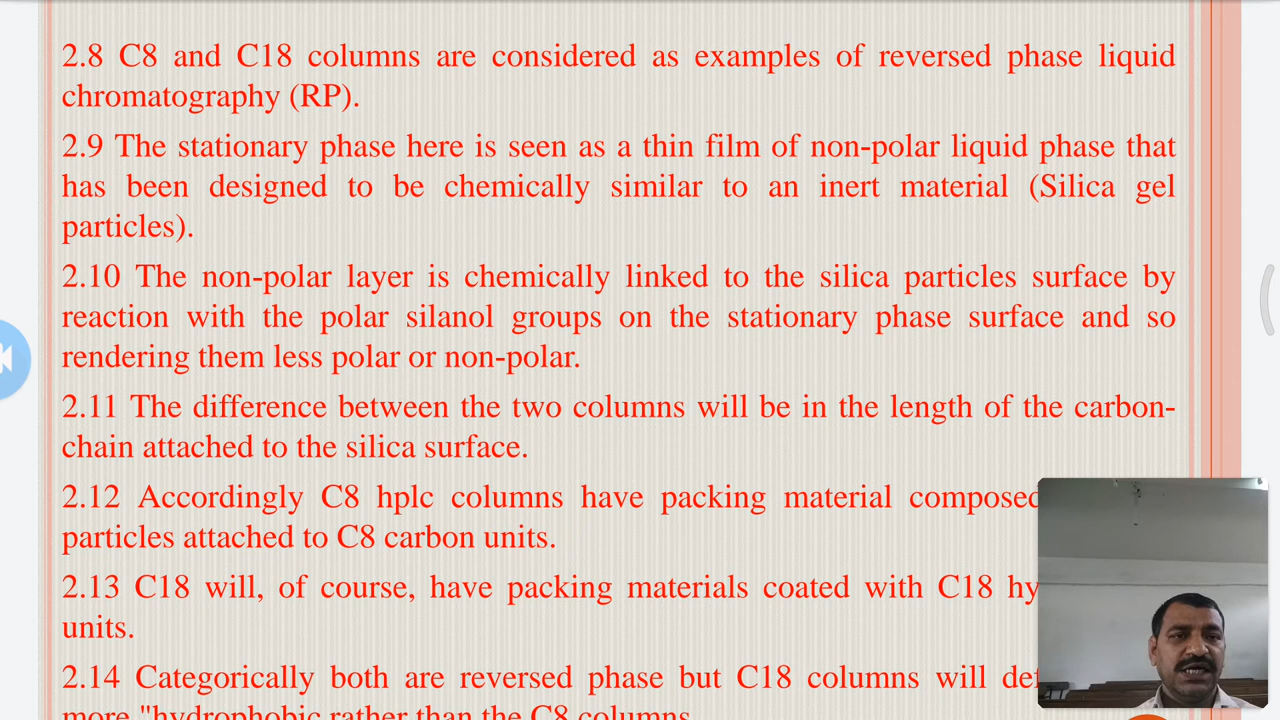 2.8 C8 and C18 columns are considered as examples of reversed phase liquid
chromatography (RP).
2.9 The stationary phase here is seen as a thin film of non-polar liquid phase that
has been designed to be chemically similar to an inert material (Silica gel
particles).
2.10 The non-polar layer is chemically linked to the silica particles surface by
reaction with the polar silanol groups on the stationary phase surface and so
rendering them less polar or non-polar.
2.11 The difference between the two columns will be in the length of the carbon-
chain attached to the silica surface.
2.12 Accordingly C8 hplc columns have packing material composed
particles attached to C8 carbon units.
2.13 C18 will, of course, have packing materials coated with C18
units.
2.14 Categorically both are reversed phase but C18 columns will
more "hydrophobic rather than the C8 columns